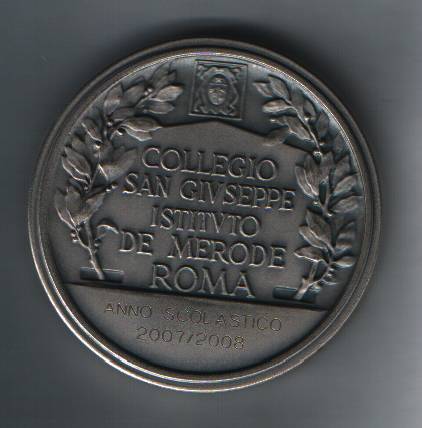 COLLEGIO
SAN GIVSEPPE
ISTITVTO
DE MERODE
ROMA
ANNO SCOLASTICO
2007/2008